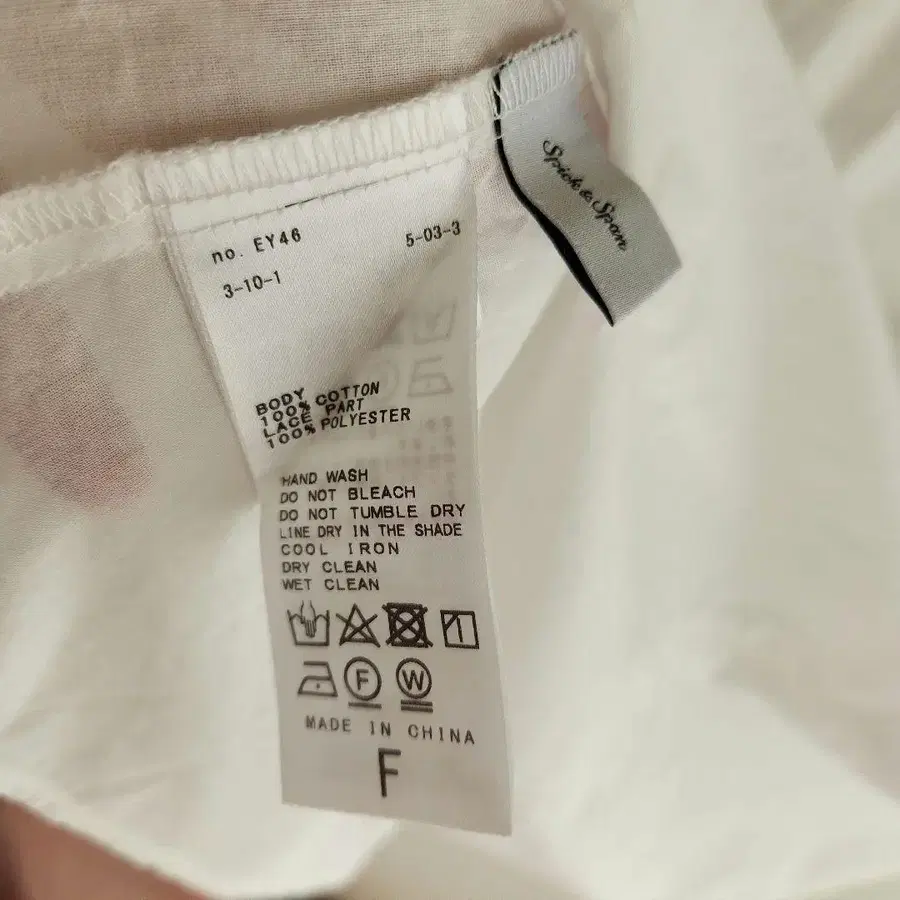 Spick & Span
no. EY46 5-03-3
3-10-1
BODY
100% COTTON
LACE PART
100% POLYESTER
HAND WASH
DO NOT BLEACH
DO NOT TUMBLE DRY
LINE DRY IN THE SHADE
COOL IRON
DRY CLEAN
WET CLEAN
F W
MADE IN CHINA
F